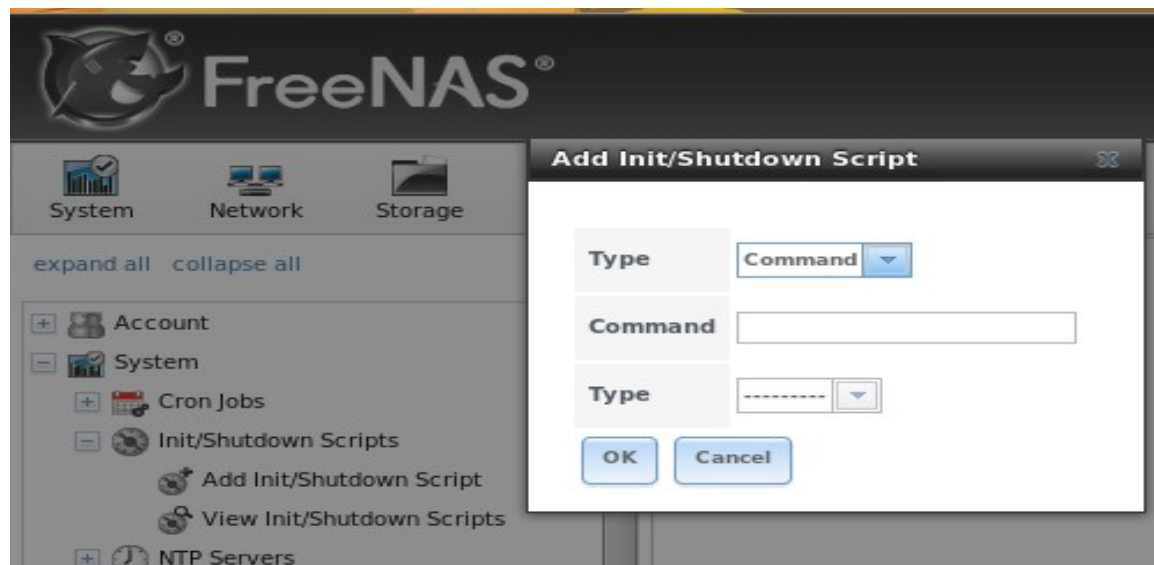 FreeNAS®
System
Network
Storage
expand all collapse all
Account
System
Cron Jobs
Init/Shutdown Scripts
Add Init/Shutdown Script
View Init/Shutdown Scripts
NTP Servers
Add Init/Shutdown Script
Type Command
Command
Type ---------
OK Cancel